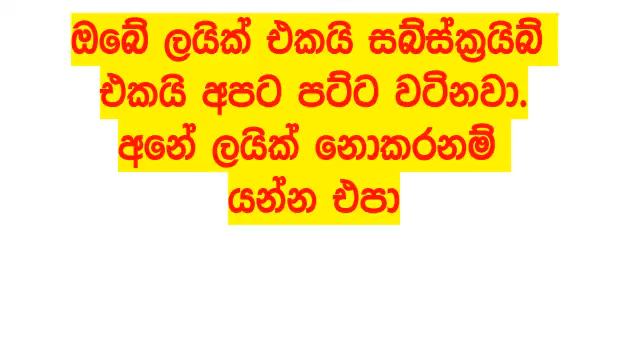 ඔබේ ලයික් එකයි සබ්ස්ක්‍රයිබ්
එකයි අපට පට්ට වටිනවා.
අනේ ලයික් නොකරනම්
යන්න එපා